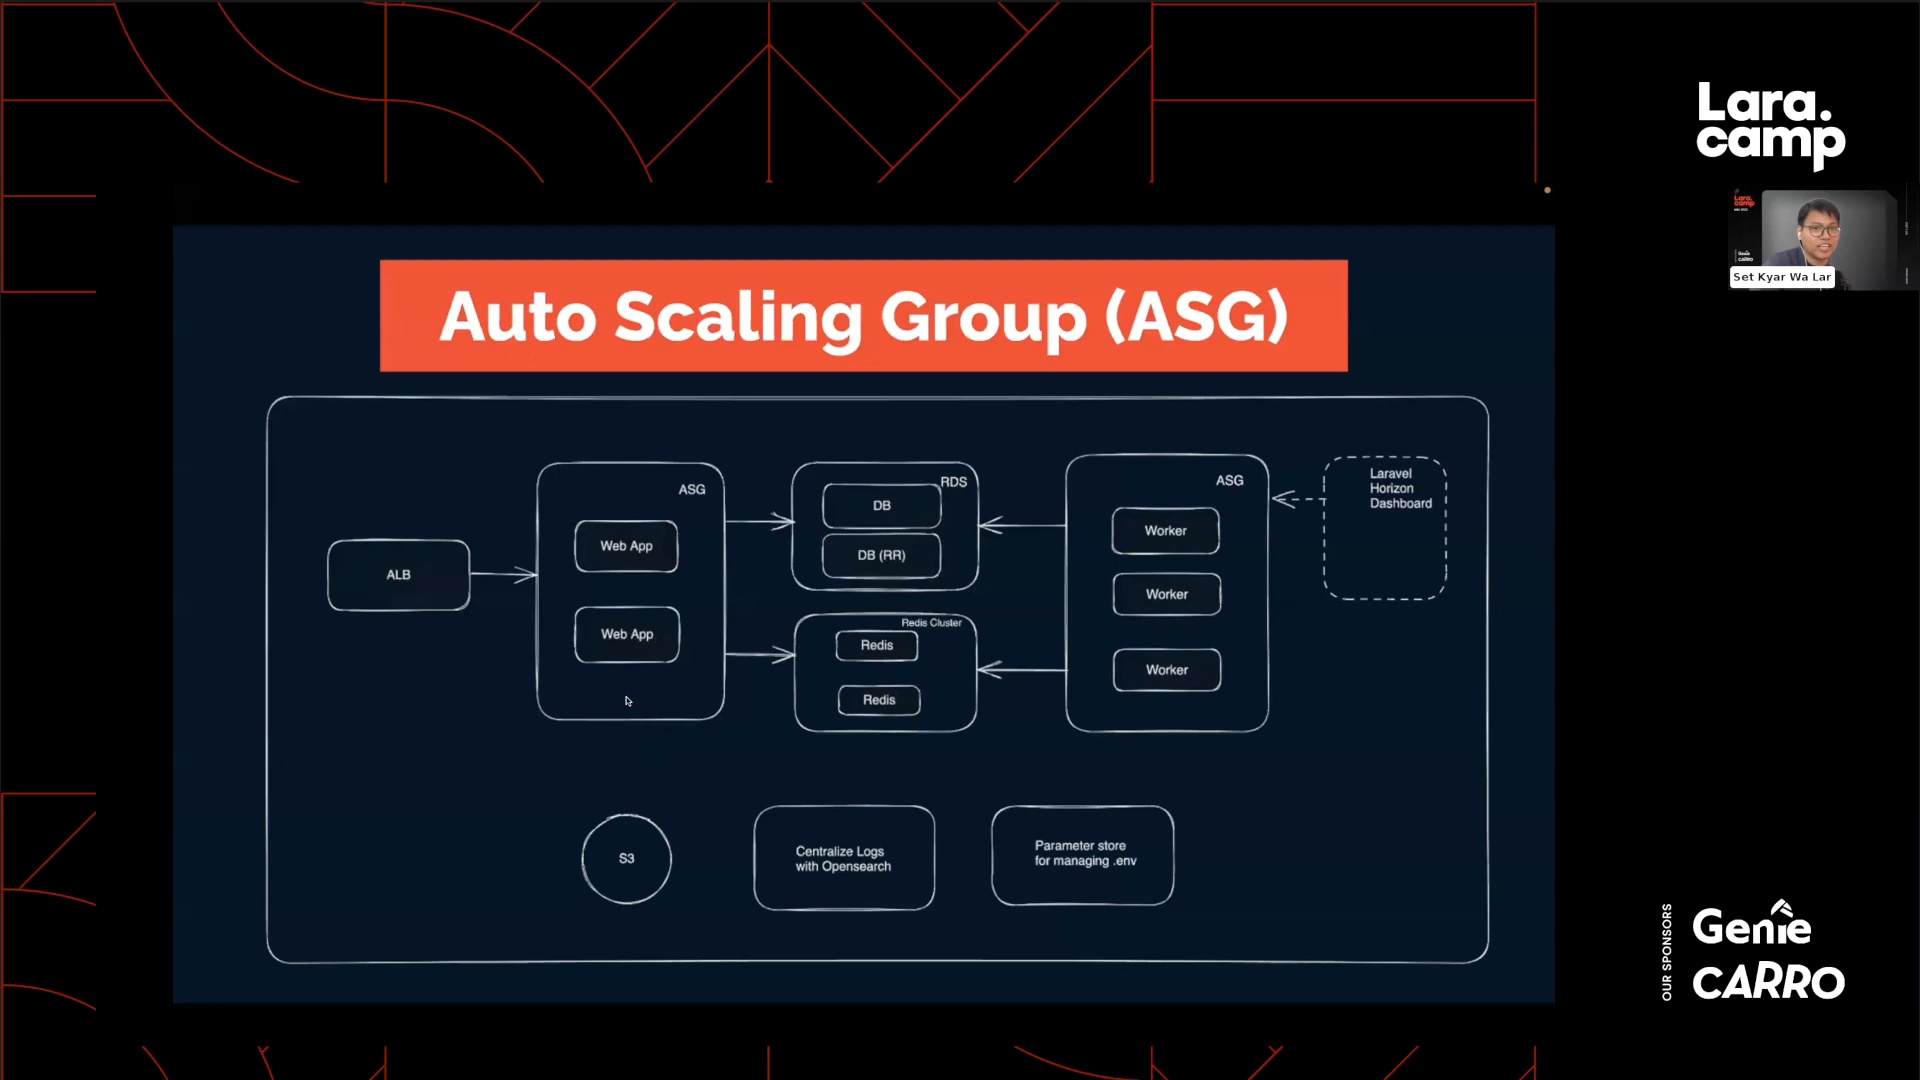 Lara.
camp
Set Kyar Wa Lar
Auto Scaling Group (ASG)
ALB
ASG
Web App
Web App
RDS
DB
DB (RR)
Redis Cluster
Redis
Redis
ASG
Worker
Worker
Worker
Laravel
Horizon
Dashboard
S3
Centralize Logs
with Opensearch
Parameter store
for managing .env
OUR SPONSORS
Genie
CARRO